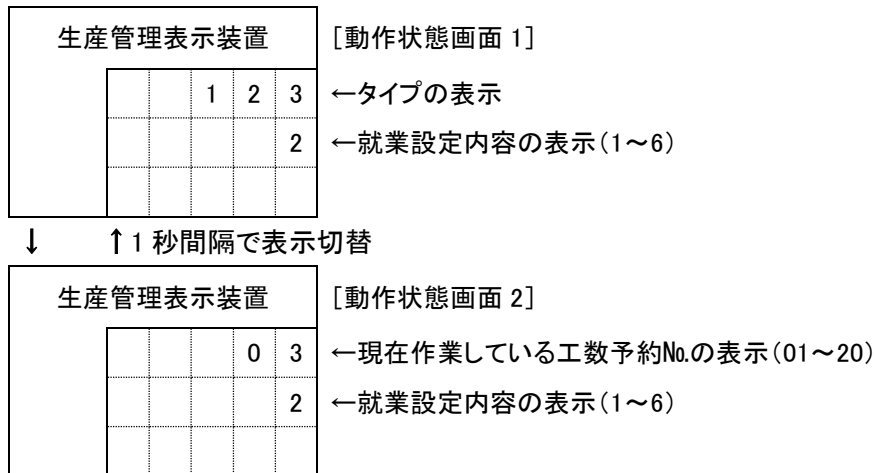 生産管理表示装置 [動作状態画面 1]
1 2 3 ←タイプの表示
2 ←就業設定内容の表示(1～6)
↓ ↑1 秒間隔で表示切替
生産管理表示装置 [動作状態画面 2]
0 3 ←現在作業している工数予約№の表示(01～20)
2 ←就業設定内容の表示(1～6)